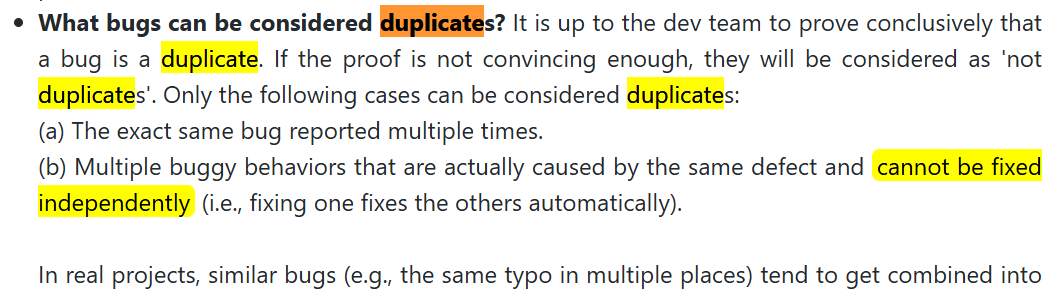 • What bugs can be considered duplicates? It is up to the dev team to prove conclusively that
a bug is a duplicate. If the proof is not convincing enough, they will be considered as 'not
duplicates'. Only the following cases can be considered duplicates:
(a) The exact same bug reported multiple times.
(b) Multiple buggy behaviors that are actually caused by the same defect and cannot be fixed
independently (i.e., fixing one fixes the others automatically).
In real projects, similar bugs (e.g., the same typo in multiple places) tend to get combined into